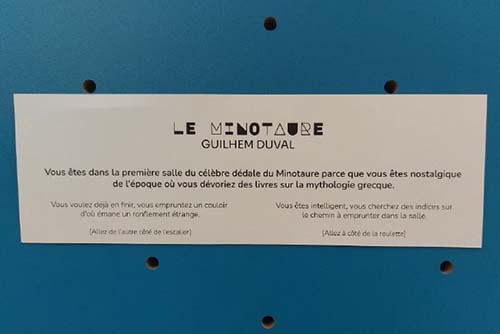 LE MINOTAURE
GUILHEM DUVAL
Vous êtes dans la première salle du célèbre dédale du Minotaure parce que vous êtes nostalgique
de l'époque où vous dévoriez des livres sur la mythologie grecque.
Vous voulez déjà en finir, vous empruntez un couloir
d'où émane un ronflement étrange.
[Allez de l'autre côté de l'escalier]
Vous êtes intelligent, vous cherchez des indices sur
le chemin à emprunter dans la salle.
[Allez à côté de la roulette]